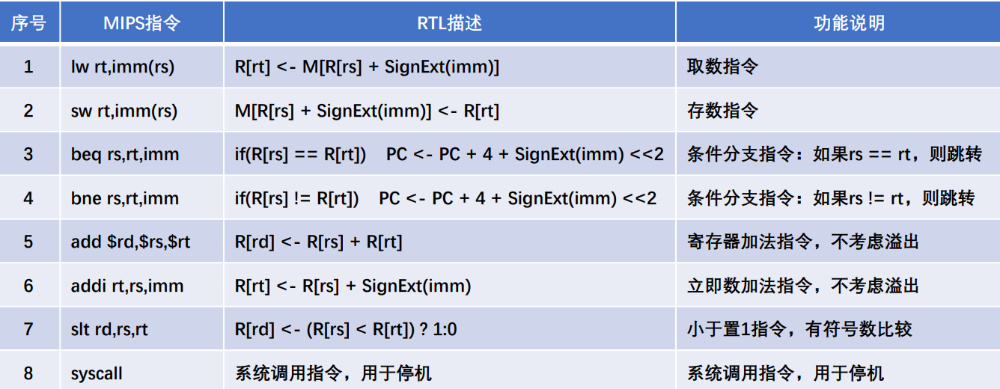 序号 MIPS指令 RTL描述 功能说明
1 lw rt,imm(rs) R[rt] <- M[R[rs] + SignExt(imm)] 取数指令
2 sw rt,imm(rs) M[R[rs] + SignExt(imm)] <- R[rt] 存数指令
3 beq rs,rt,imm if(R[rs] == R[rt]) PC <- PC + 4 + SignExt(imm) <<2 条件分支指令：如果rs == rt，则跳转
4 bne rs,rt,imm if(R[rs] != R[rt]) PC <- PC + 4 + SignExt(imm) <<2 条件分支指令：如果rs != rt，则跳转
5 add $rd,$rs,$rt R[rd] <- R[rs] + R[rt] 寄存器加法指令，不考虑溢出
6 addi rt,rs,imm R[rt] <- R[rs] + SignExt(imm) 立即数加法指令，不考虑溢出
7 slt rd,rs,rt R[rd] <- (R[rs] < R[rt]) ? 1:0 小于置1指令，有符号数比较
8 syscall 系统调用指令，用于停机 系统调用指令，用于停机